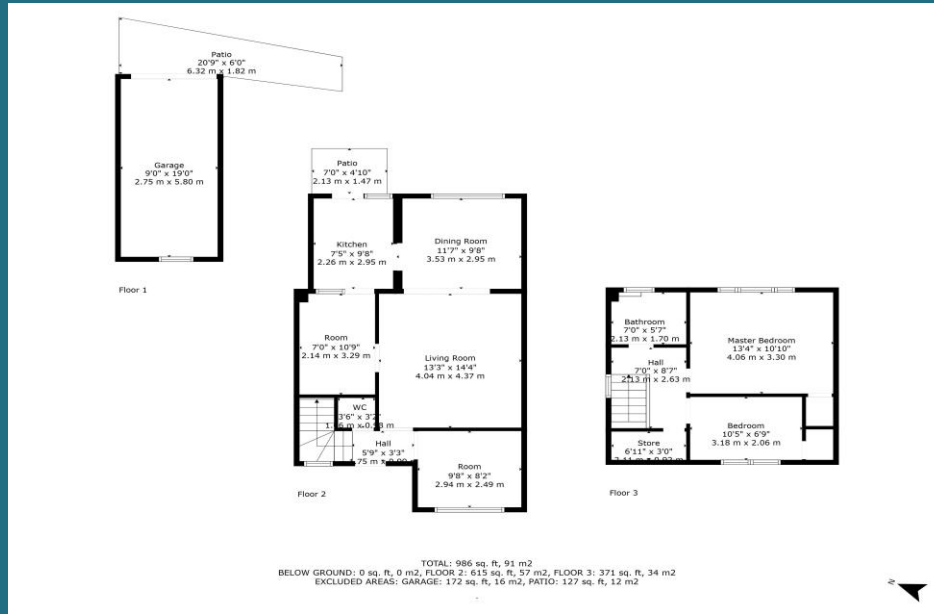 Patio
20'9" x 6'0"
6.32 m x 1.82 m
Garage
9'0" x 19'0"
2.75 m x 5.80 m
Floor 1
Patio
7'0" x 4'10"
2.13 m x 1.47 m
Kitchen
7'5" x 9'8"
2.26 m x 2.95 m
Dining Room
11'7" x 9'8"
3.53 m x 2.95 m
Room
7'0" x 10'9"
2.14 m x 3.29 m
Living Room
13'3" x 14'4"
4.04 m x 4.37 m
WC
Hall
5'9" x 3'3"
Room
9'8" x 8'2"
2.94 m x 2.49 m
Floor 2
Bathroom
7'0" x 5'7"
2.13 m x 1.70 m
Master Bedroom
13'4" x 10'10"
4.06 m x 3.30 m
Hall
7'0" x 8'7"
2.13 m x 2.63 m
Bedroom
10'5" x 6'9"
3.18 m x 2.06 m
Store
6'11" x 3'0"
Floor 3
TOTAL: 986 sq. ft, 91 m2
BELOW GROUND: 0 sq. ft, 0 m2, FLOOR 2: 615 sq. ft, 57 m2, FLOOR 3: 371 sq. ft, 34 m2
EXCLUDED AREAS: GARAGE: 172 sq. ft, 16 m2, PATIO: 127 sq. ft, 12 m2
N